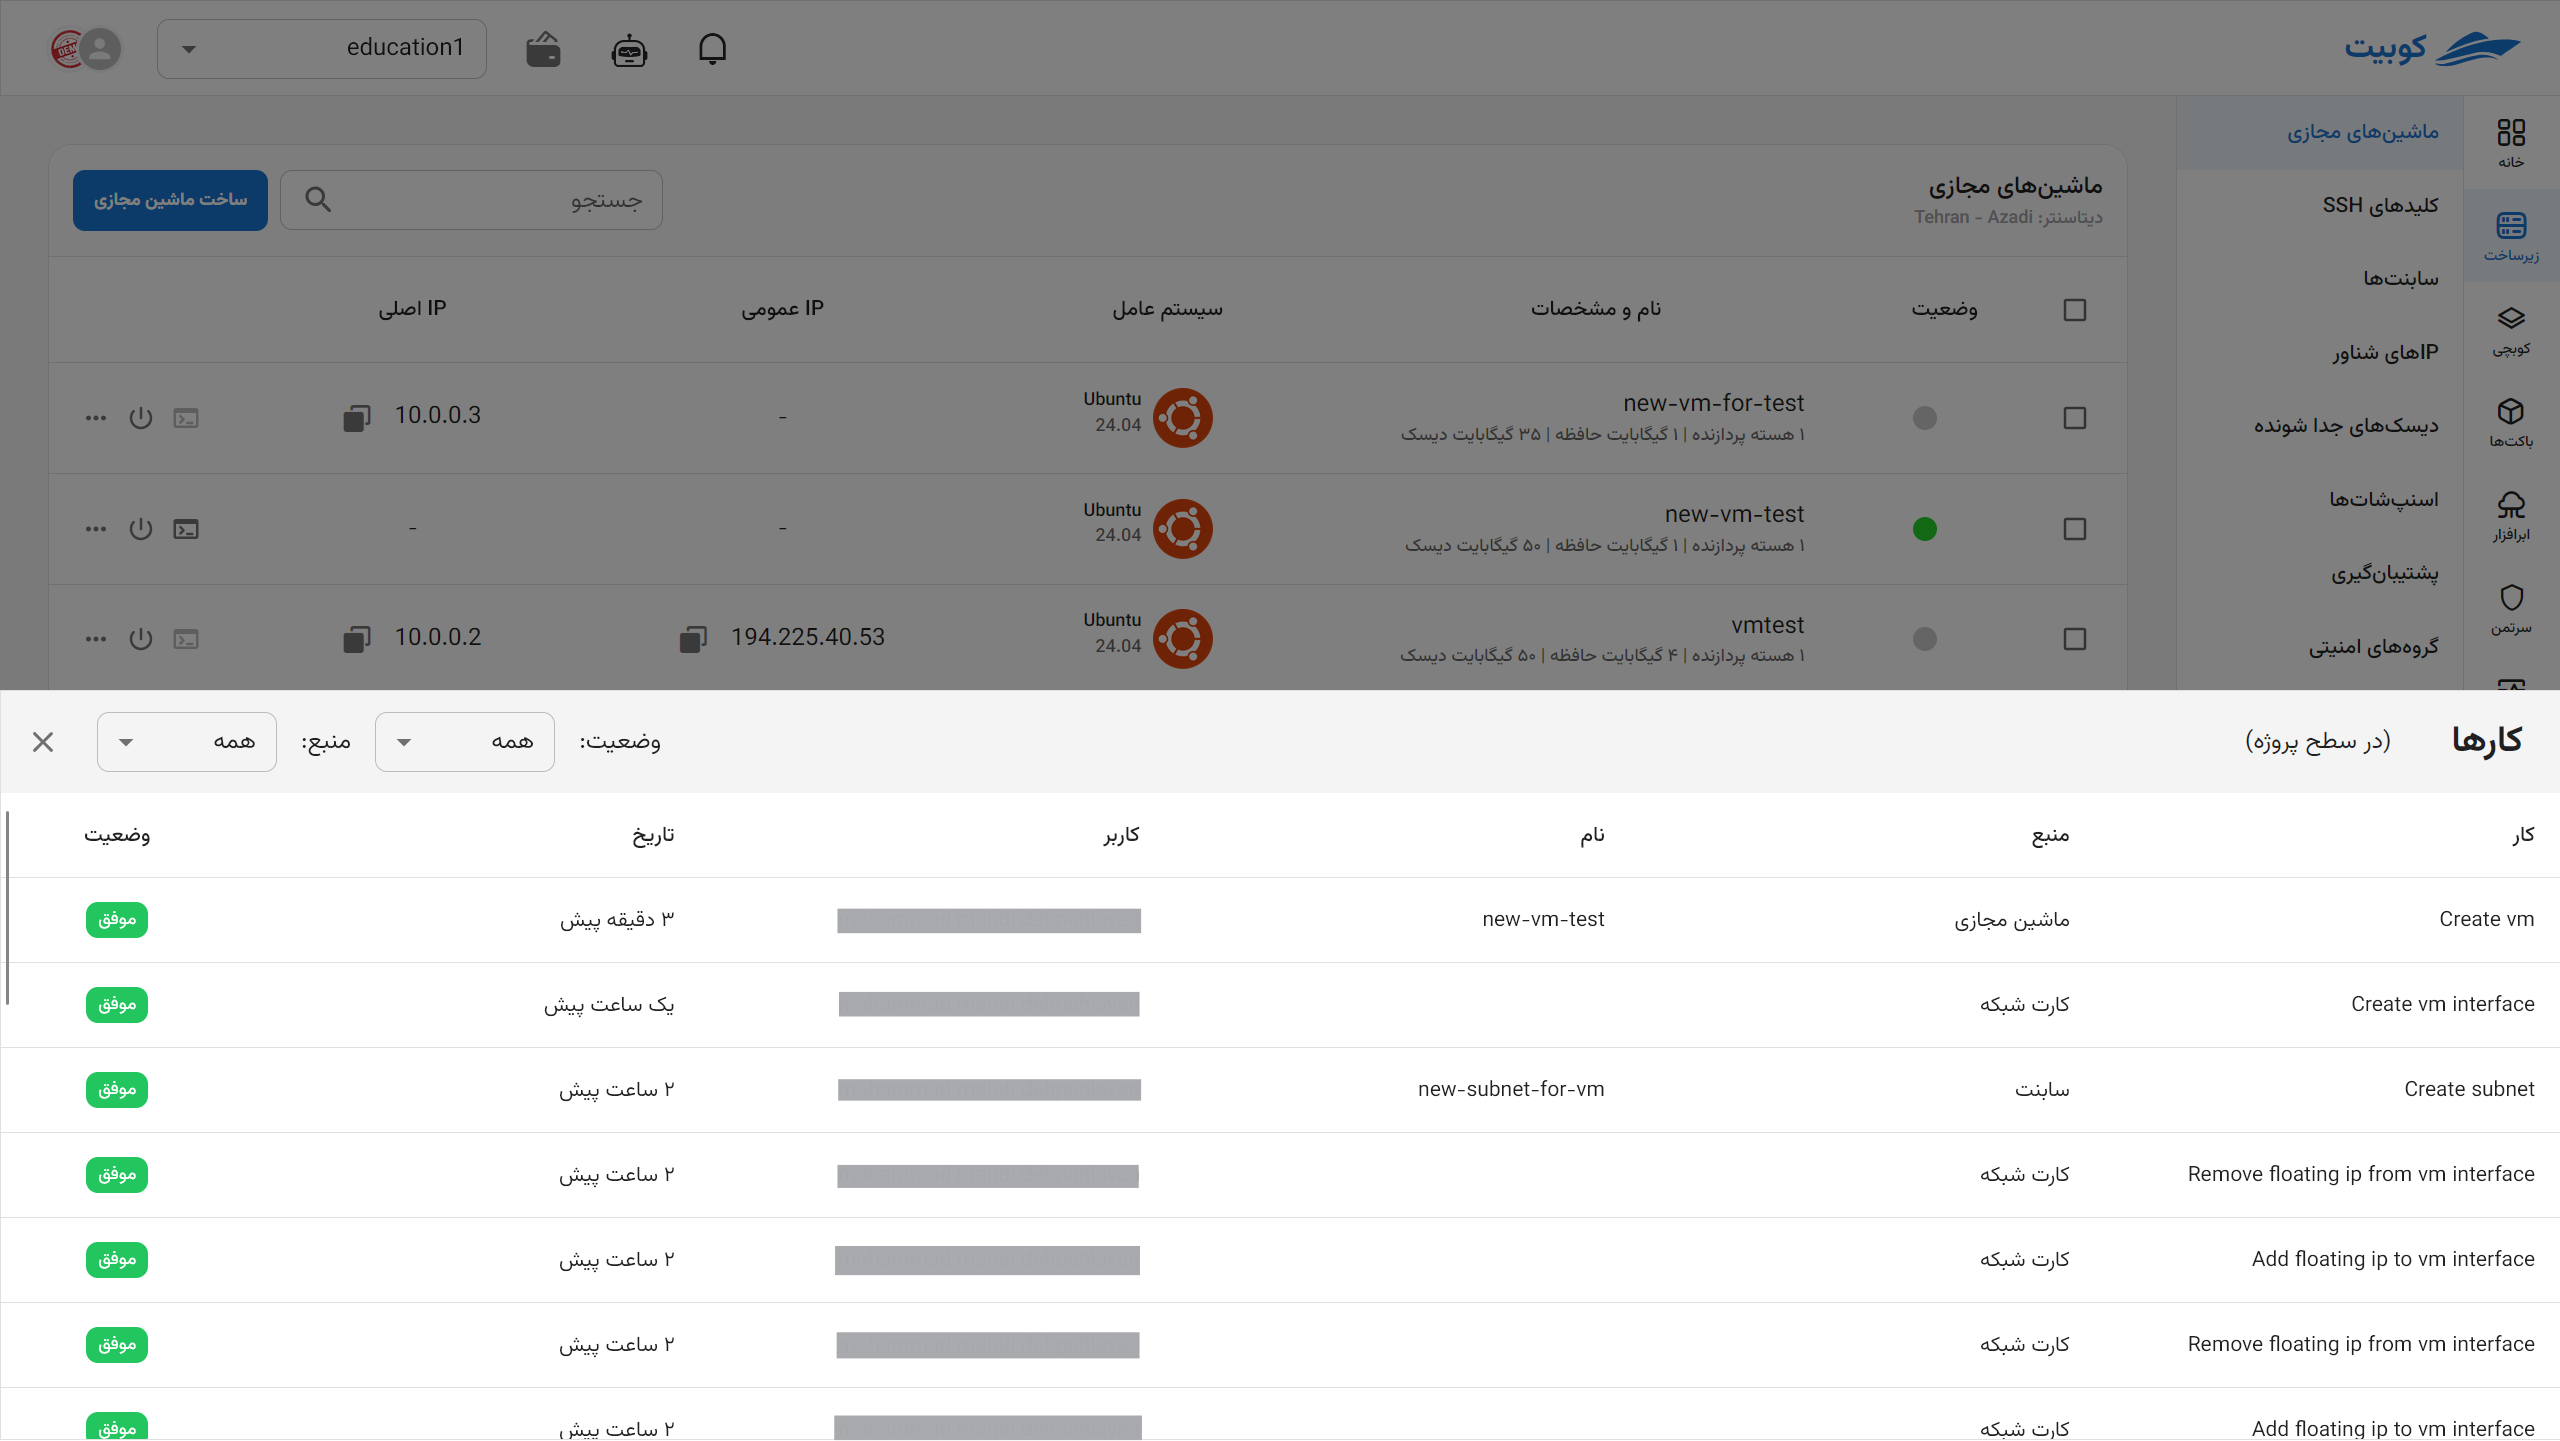 کوبیت
education1
خانه
زیرساخت
کوبچی
باکت‌ها
ابرافزار
سرتمن
ماشین‌های مجازی
کلیدهای SSH
سابنت‌ها
IPهای شناور
دیسک‌های جدا شونده
اسنپ‌شات‌ها
پشتیبان‌گیری
گروه‌های امنیتی
ماشین‌های مجازی
دیتاسنتر: Tehran - Azadi
جستجو
ساخت ماشین مجازی
وضعیت نام و مشخصات سیستم عامل IP عمومی IP اصلی
new-vm-for-test Ubuntu - 10.0.0.3
۱ هسته پردازنده | ۱ گیگابایت حافظه | ۳۵ گیگابایت دیسک 24.04
new-vm-test Ubuntu - -
۱ هسته پردازنده | ۱ گیگابایت حافظه | ۵۰ گیگابایت دیسک 24.04
vmtest Ubuntu 194.225.40.53 10.0.0.2
۱ هسته پردازنده | ۴ گیگابایت حافظه | ۵۰ گیگابایت دیسک 24.04
کارها (در سطح پروژه) وضعیت: همه منبع: همه
کار منبع نام کاربر تاریخ وضعیت
Create vm ماشین مجازی new-vm-test ۳ دقیقه پیش موفق
Create vm interface کارت شبکه یک ساعت پیش موفق
Create subnet سابنت new-subnet-for-vm ۲ ساعت پیش موفق
Remove floating ip from vm interface کارت شبکه ۲ ساعت پیش موفق
Add floating ip to vm interface کارت شبکه ۲ ساعت پیش موفق
Remove floating ip from vm interface کارت شبکه ۲ ساعت پیش موفق
Add floating ip to vm interface کارت شبکه ۲ ساعت پیش موفق